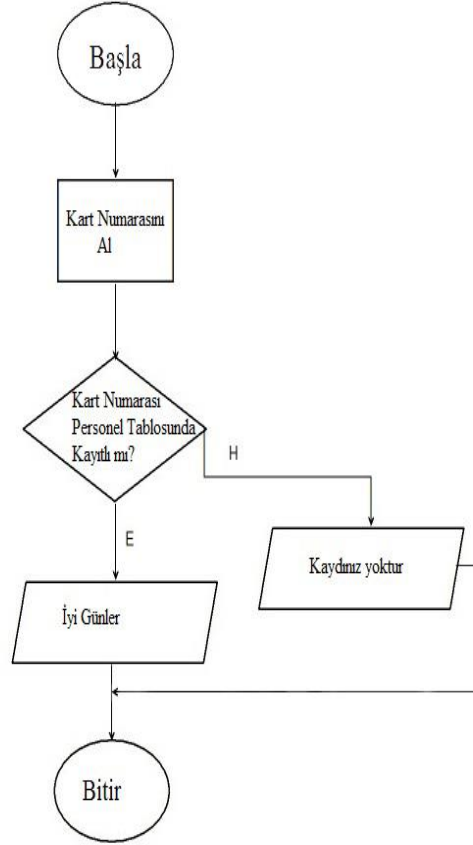 Başla
Kart Numarasını
Al
Kart Numarası
Personel Tablosunda
Kayıtlı mı?
H
E
Kaydınız yoktur
İyi Günler
Bitir